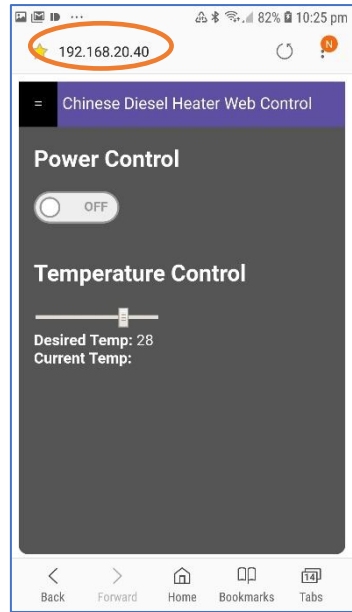 82% 10:25 pm
192.168.20.40
N
= Chinese Diesel Heater Web Control
Power Control
OFF
Temperature Control
Desired Temp: 28
Current Temp:
14
Back Forward Home Bookmarks Tabs